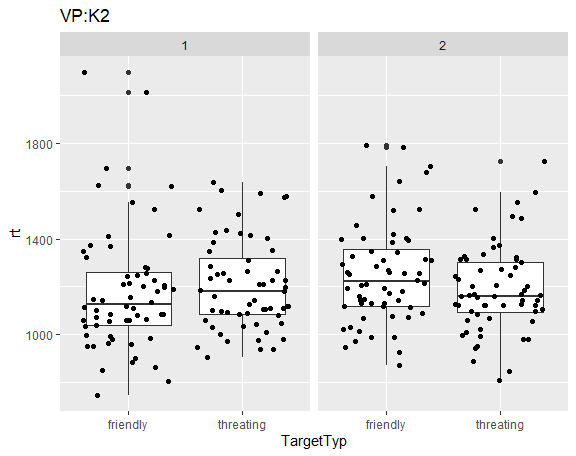 VP:K2
1 2
rt
1800
1400
1000
friendly threating friendly threating
TargetTyp